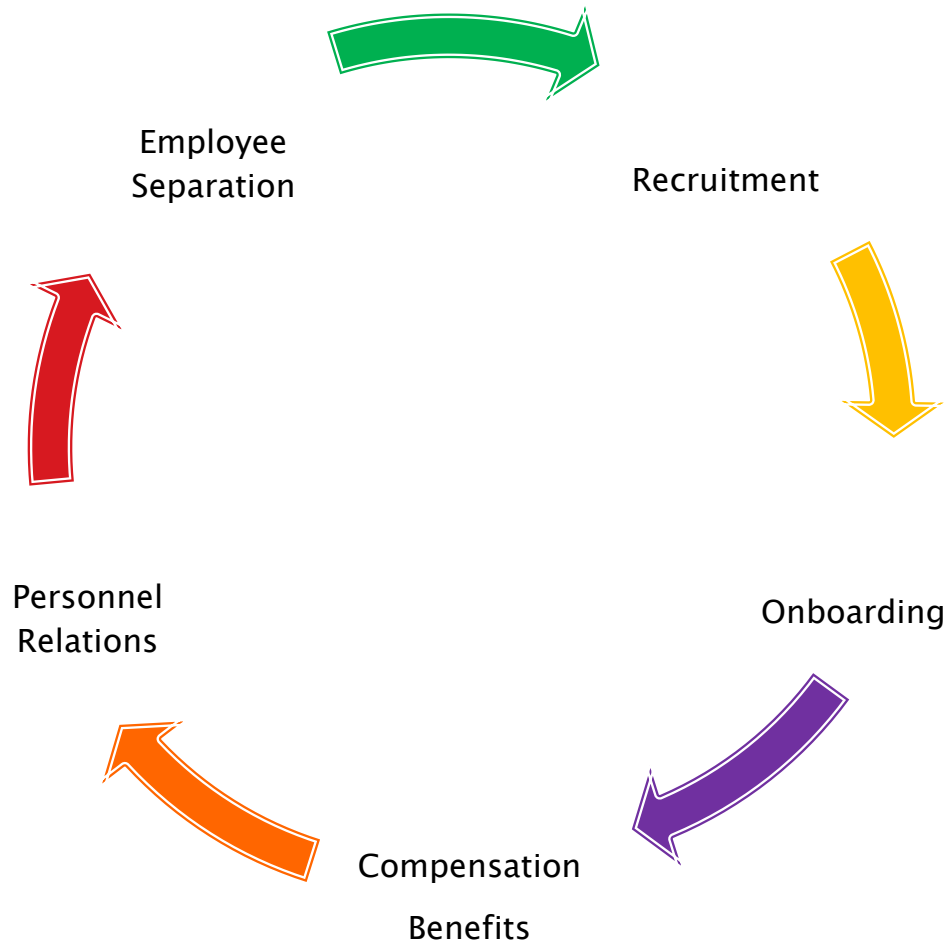 Employee
Separation
Recruitment
Personnel
Relations
Onboarding
Compensation
Benefits